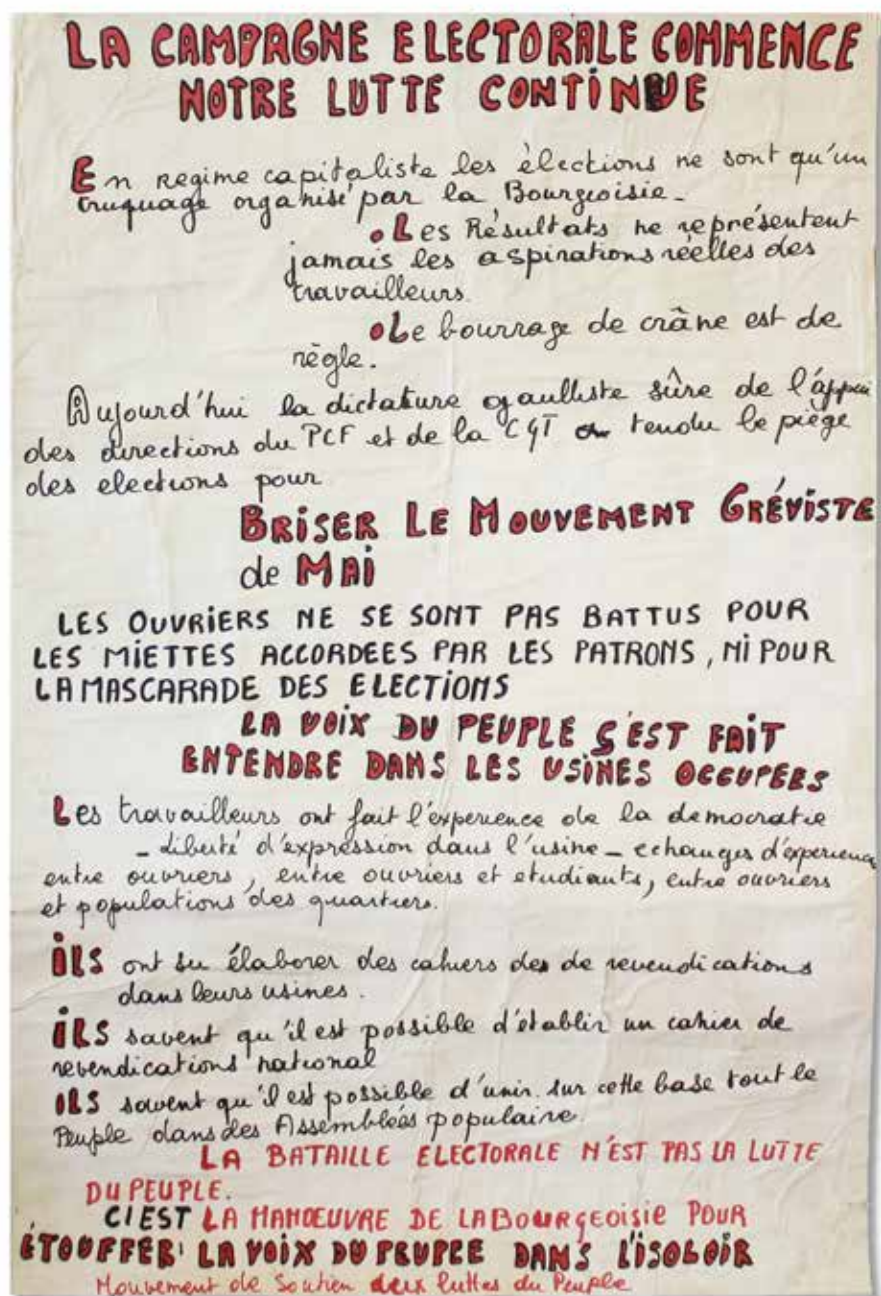 LA CAMPAGNE ELECTORALE COMMENCE
NOTRE LUTTE CONTINUE
En regime capitaliste les élections ne sont qu'un
truquage organisé par la Bourgeoisie_
• Les Résultats ne représentent
jamais les aspirations réelles des
travailleurs.
• Le bourrage de crâne est de
règle.
Aujourd'hui la dictature gaulliste sûre de l'appui
des directions du PCF et de la CGT a tendu le piège
des elections pour
BRISER LE MOUVEMENT GRÉVISTE
de MAI
LES OUVRIERS NE SE SONT PAS BATTUS POUR
LES MIETTES ACCORDEES PAR LES PATRONS, NI POUR
LA MASCARADE DES ELECTIONS
LA VOIX DU PEUPLE S'EST FAIT
ENTENDRE DANS LES USINES OCCUPEES
Les travailleurs ont fait l'experience de la democratie
_ liberté d'expression dans l'usine _ echanges d'experience
entre ouvriers, entre ouvriers et etudiants, entre ouvriers
et populations des quartiers.
ILS ont su élaborer des cahiers des de revendications
dans leurs usines.
ILS savent qu'il est possible d'établir un cahier de
revendications national
ILS savent qu'il est possible d'unir sur cette base tout le
Peuple dans des Assemblées populaire.
LA BATAILLE ELECTORALE N'EST PAS LA LUTTE
DU PEUPLE.
C'EST LA MANOEUVRE DE LA BOURGEOISIE POUR
ÉTOUFFER LA VOIX DU PEUPLE DANS L'ISOLOIR
Mouvement de Soutien aux luttes du Peuple